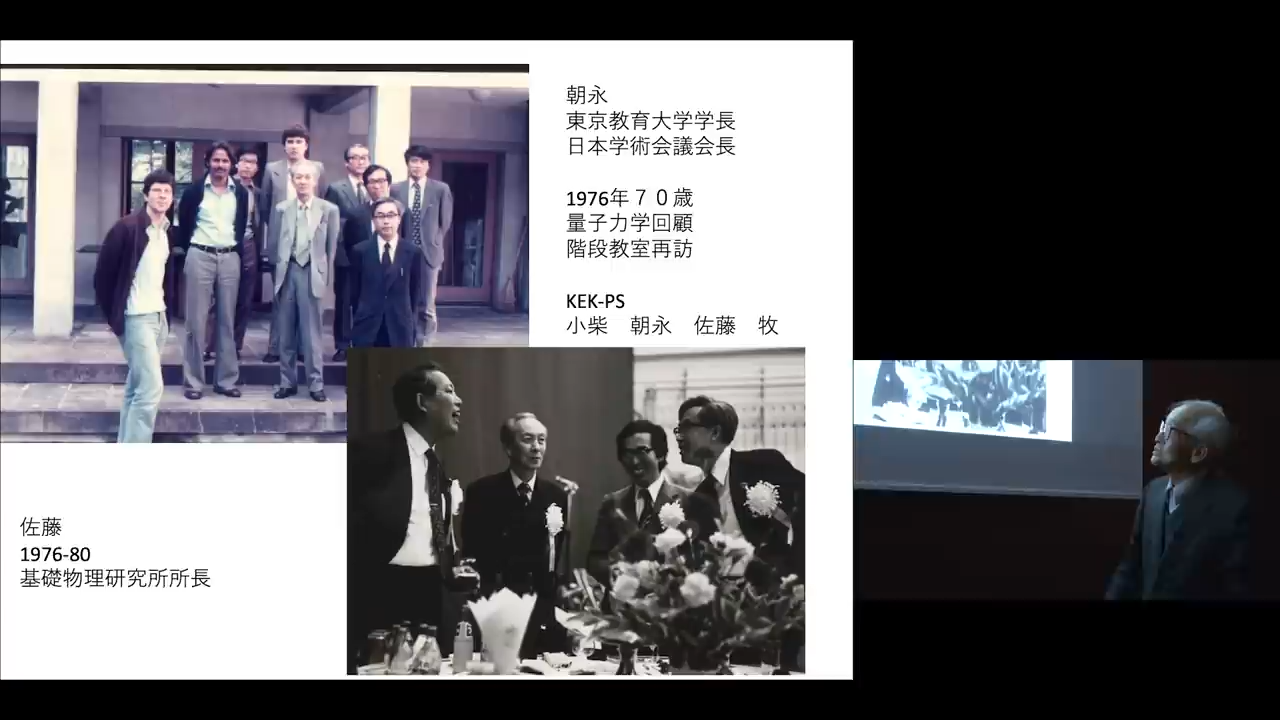 朝永
東京教育大学学長
日本学術会議会長
1976年７０歳
量子力学回顧
階段教室再訪
KEK-PS
小柴　朝永　佐藤　牧
佐藤
1976-80
基礎物理研究所所長